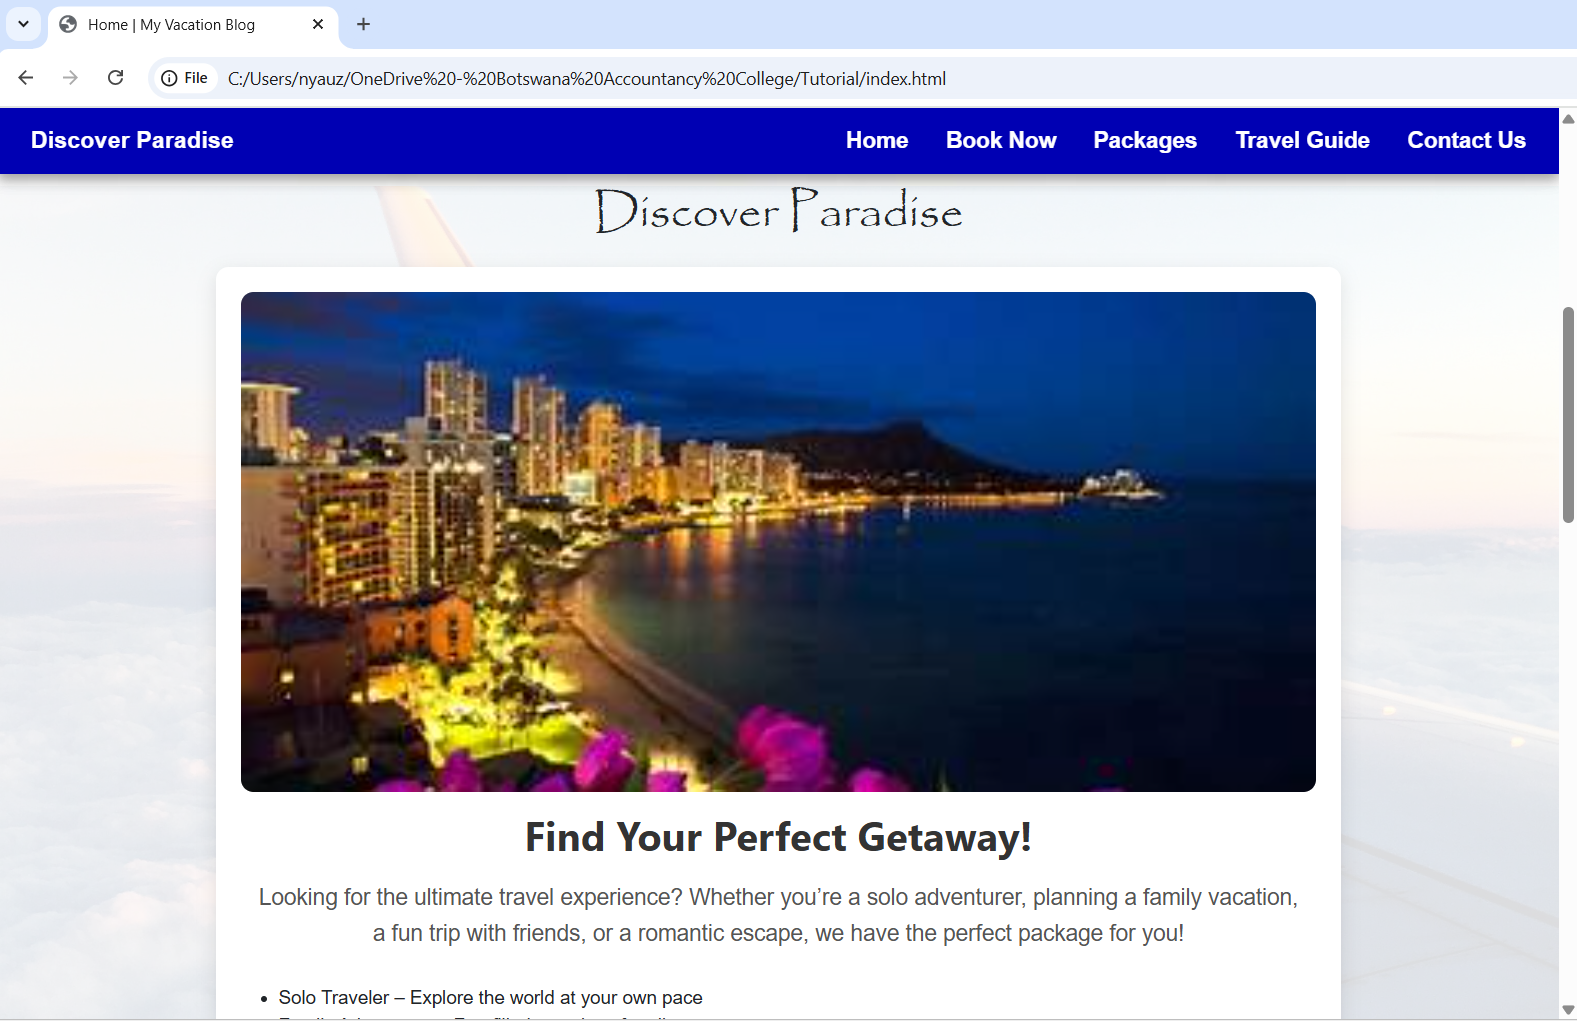 Home | My Vacation Blog
File
C:/Users/nyauz/OneDrive%20-%20Botswana%20Accountancy%20College/Tutorial/index.html
Discover Paradise
Home
Book Now
Packages
Travel Guide
Contact Us
Discover Paradise
Find Your Perfect Getaway!
Looking for the ultimate travel experience? Whether you’re a solo adventurer, planning a family vacation,
a fun trip with friends, or a romantic escape, we have the perfect package for you!
• Solo Traveler – Explore the world at your own pace